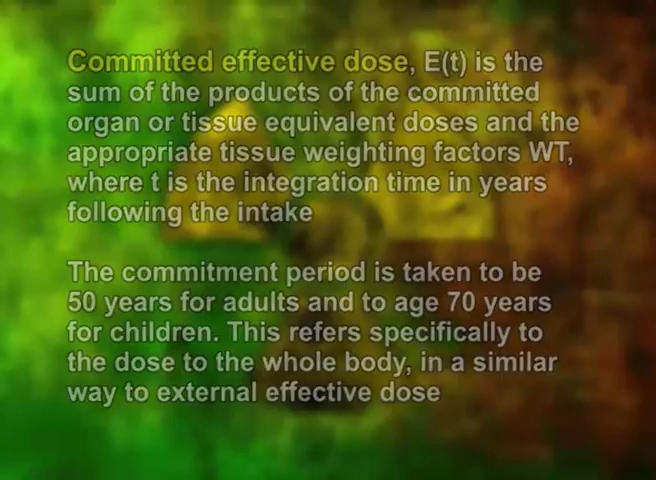 Committed effective dose, E(t) is the
sum of the products of the committed
organ or tissue equivalent doses and the
appropriate tissue weighting factors WT,
where t is the integration time in years
following the intake
The commitment period is taken to be
50 years for adults and to age 70 years
for children. This refers specifically to
the dose to the whole body, in a similar
way to external effective dose